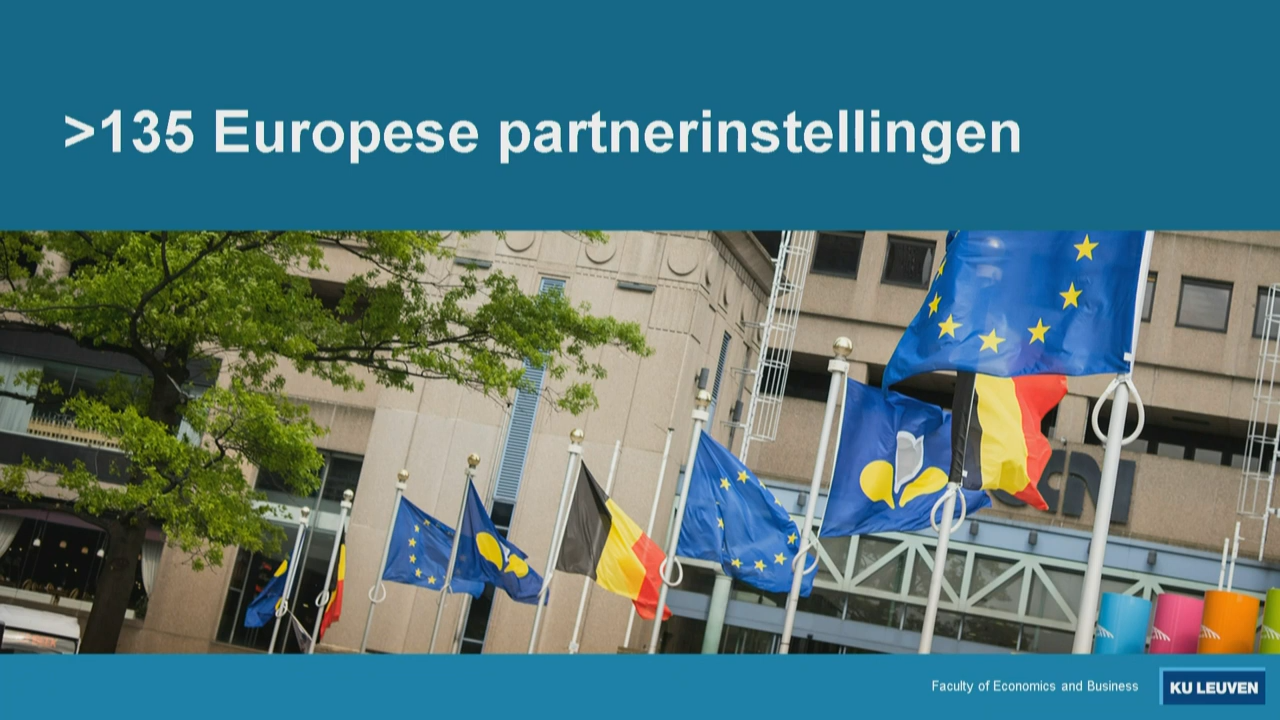 >135 Europese partnerinstellingen
Faculty of Economics and Business
KU LEUVEN